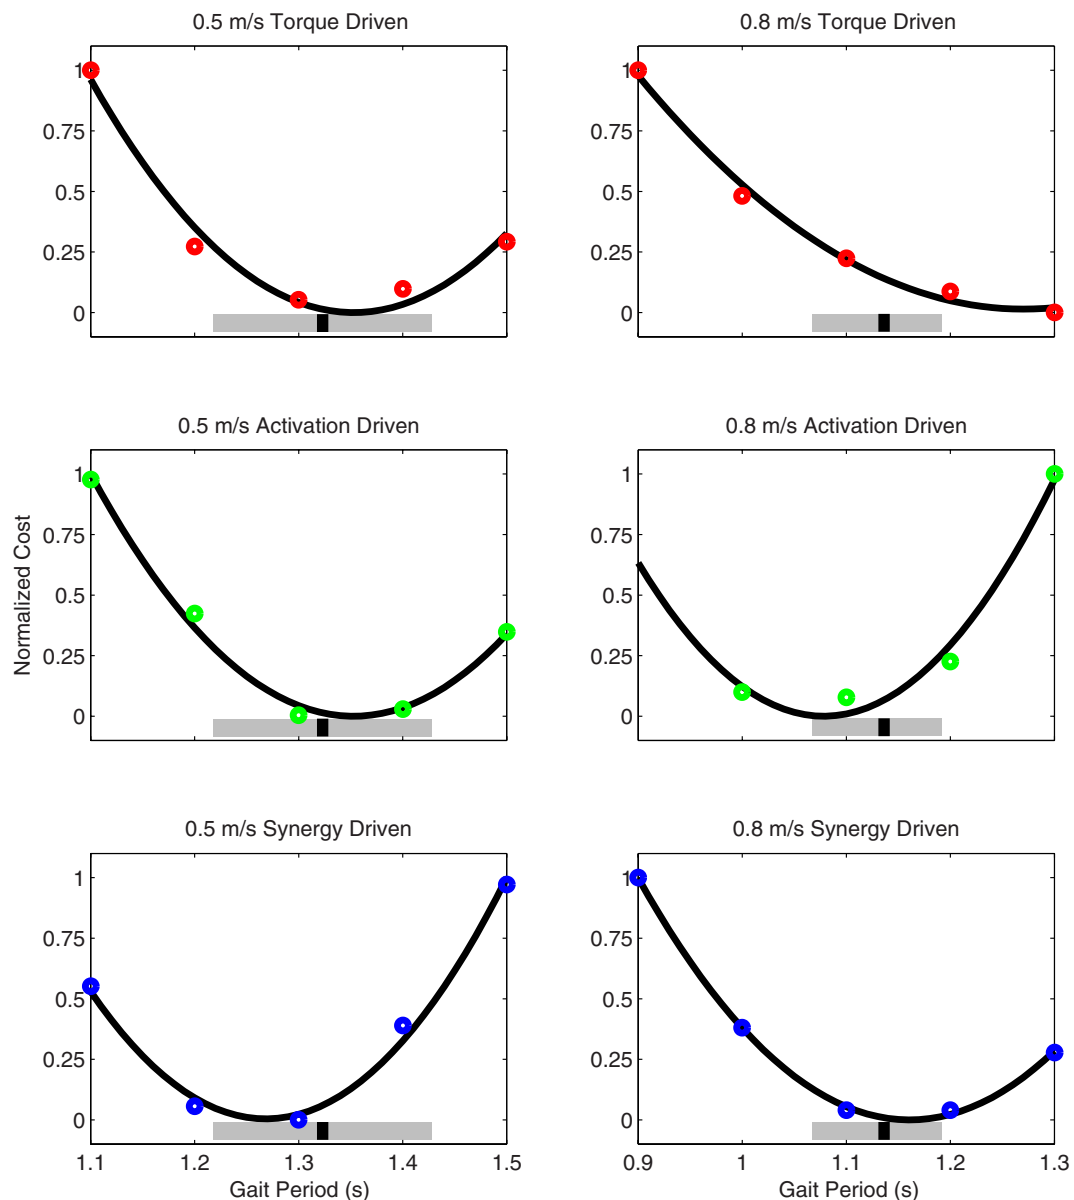 0.5 m/s Torque Driven
1
0.75
0.5
0.25
0
0.8 m/s Torque Driven
1
0.75
0.5
0.25
0
Normalized Cost
0.5 m/s Activation Driven
1
0.75
0.5
0.25
0
0.8 m/s Activation Driven
1
0.75
0.5
0.25
0
0.5 m/s Synergy Driven
1
0.75
0.5
0.25
0
1.1 1.2 1.3 1.4 1.5
Gait Period (s)
0.8 m/s Synergy Driven
1
0.75
0.5
0.25
0
0.9 1 1.1 1.2 1.3
Gait Period (s)